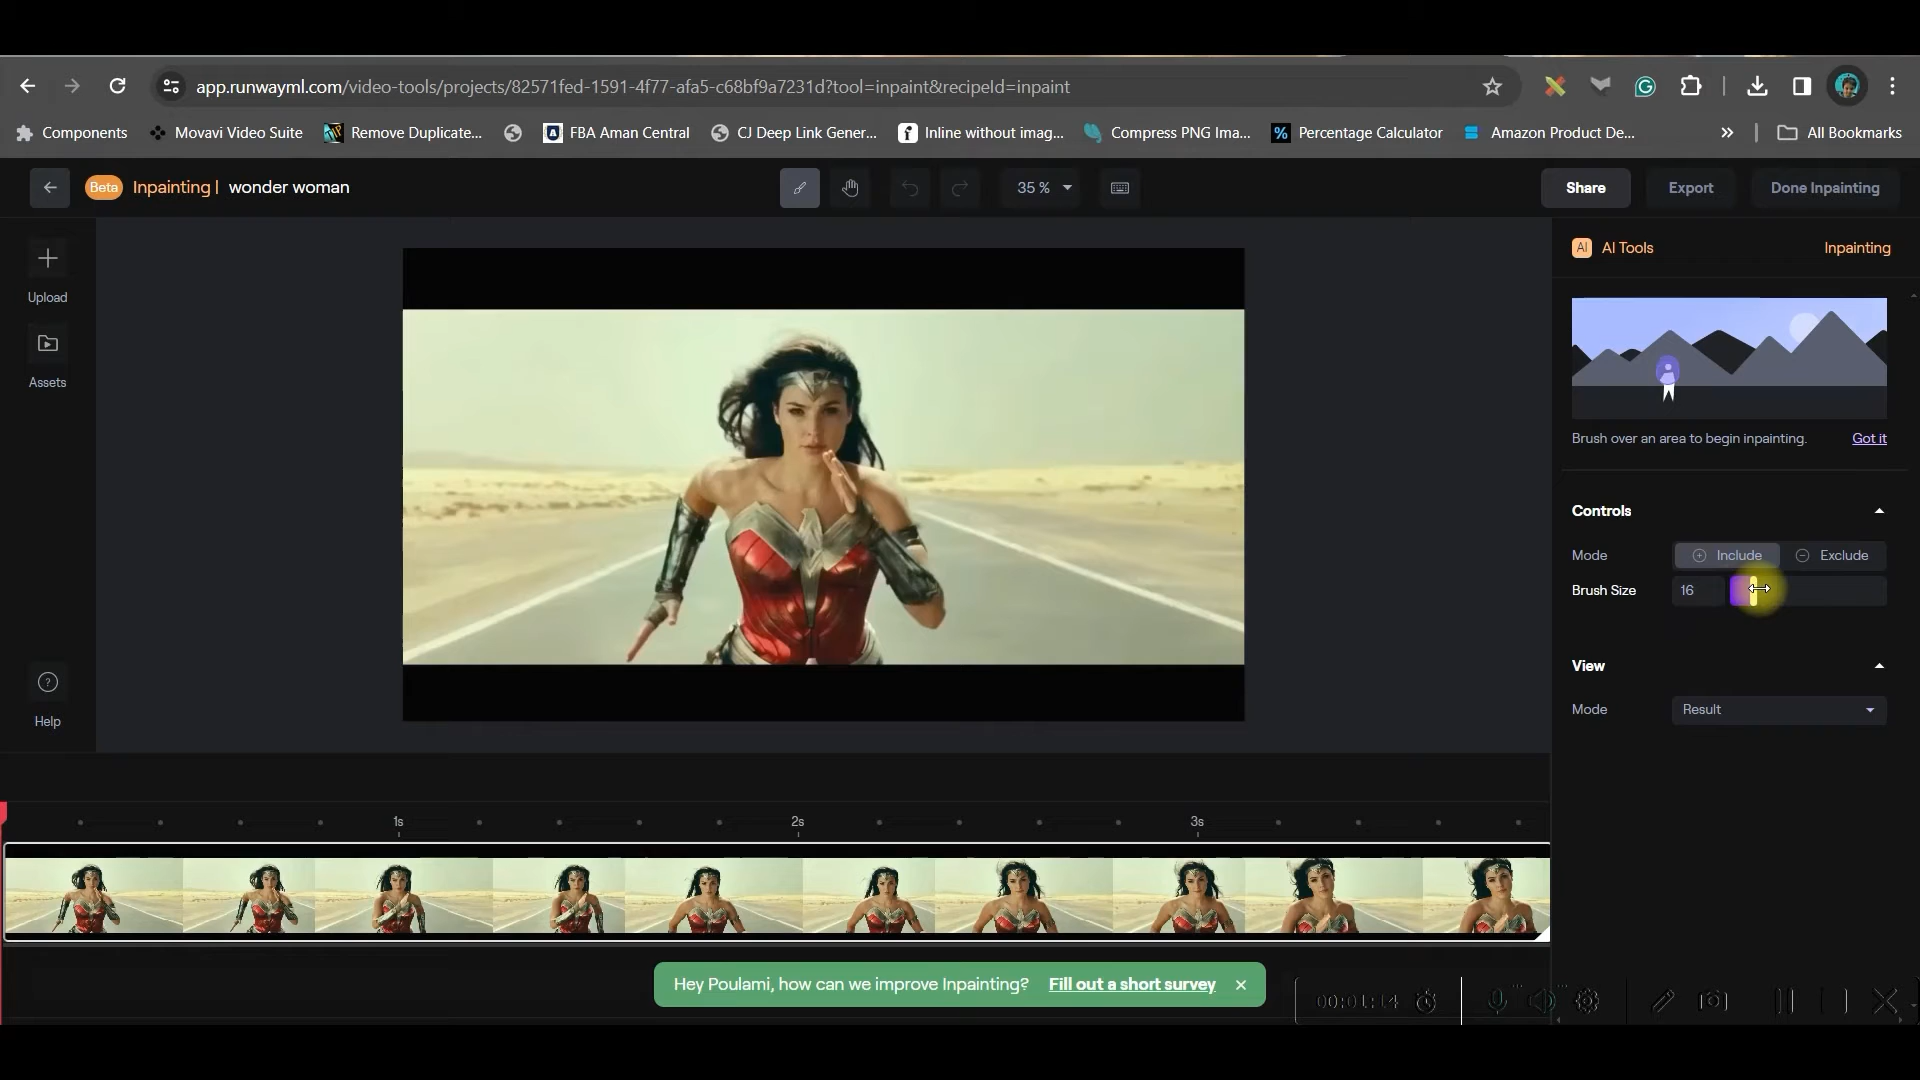 app.runwayml.com/video-tools/projects/82571fed-1591-4f77-afa5-c68bf9a7231d?tool=inpaint&recipeId=inpaint
Components Movavi Video Suite Remove Duplicate... FBA Aman Central CJ Deep Link Gener... Inline without imag... Compress PNG Ima... % Percentage Calculator Amazon Product De... » All Bookmarks
Beta Inpainting | wonder woman 35 % Share Export Done Inpainting
Upload
Assets
Help
AI AI Tools Inpainting
Brush over an area to begin inpainting. Got it
Controls
Mode Include Exclude
Brush Size 16
View
Mode Result
1s 2s 3s
Hey Poulami, how can we improve Inpainting? Fill out a short survey ×
00:01:14